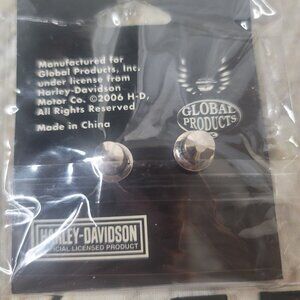 Manufactured for
Global Products, Inc.
under license from
Harley-Davidson
Motor Co. ©2006 H-D,
All Rights Reserved
Made in China
GLOBAL
PRODUCTS
HARLEY-DAVIDSON
OFFICIAL LICENSED PRODUCT